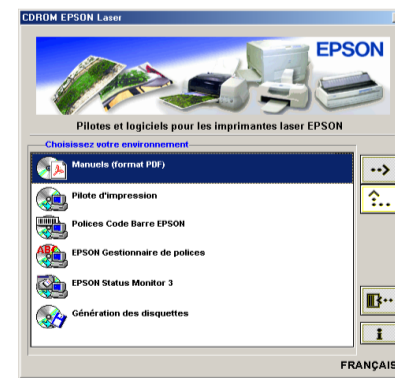 CDROM EPSON Laser
EPSON
Pilotes et logiciels pour les imprimantes laser EPSON
Choisissez votre environnement
Manuels (format PDF)
Pilote d'impression
Polices Code Barre EPSON
EPSON Gestionnaire de polices
EPSON Status Monitor 3
Génération des disquettes
FRANÇAIS